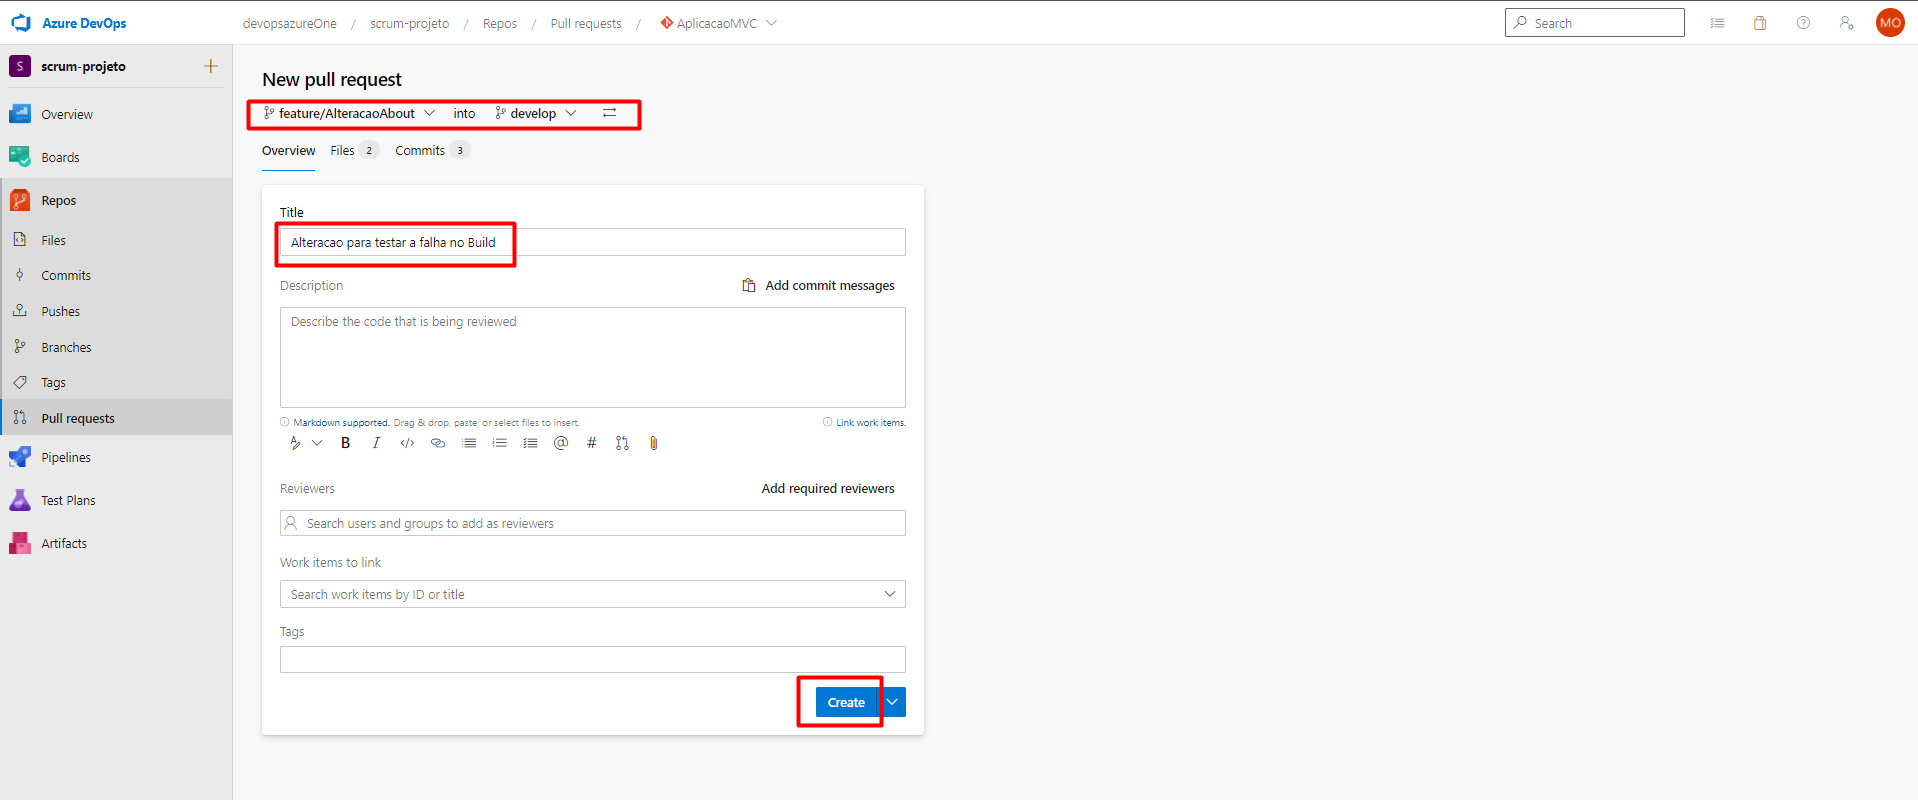 Azure DevOps
devopsazureOne / scrum-projeto / Repos / Pull requests / AplicacaoMVC
Search
MO
S scrum-projeto
Overview
Boards
Repos
Files
Commits
Pushes
Branches
Tags
Pull requests
Pipelines
Test Plans
Artifacts
New pull request
feature/AlteracaoAbout into develop
Overview Files 2 Commits 3
Title
Alteracao para testar a falha no Build
Description Add commit messages
Describe the code that is being reviewed
Markdown supported. Drag & drop, paste, or select files to insert. Link work items.
B I </> @ #
Reviewers Add required reviewers
Search users and groups to add as reviewers
Work items to link
Search work items by ID or title
Tags
Create